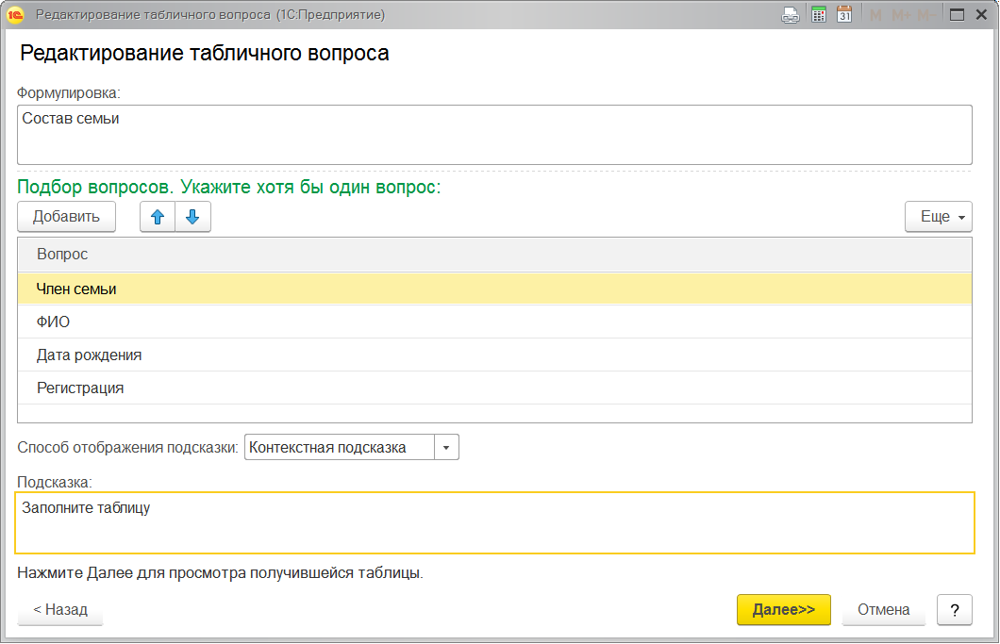 Редактирование табличного вопроса (1С:Предприятие)
31 M M+ M-
Редактирование табличного вопроса
Формулировка:
Состав семьи
Подбор вопросов. Укажите хотя бы один вопрос:
Добавить
Еще
Вопрос
Член семьи
ФИО
Дата рождения
Регистрация
Способ отображения подсказки: Контекстная подсказка
Подсказка:
Заполните таблицу
Нажмите Далее для просмотра получившейся таблицы.
< Назад
Далее>>
Отмена
?